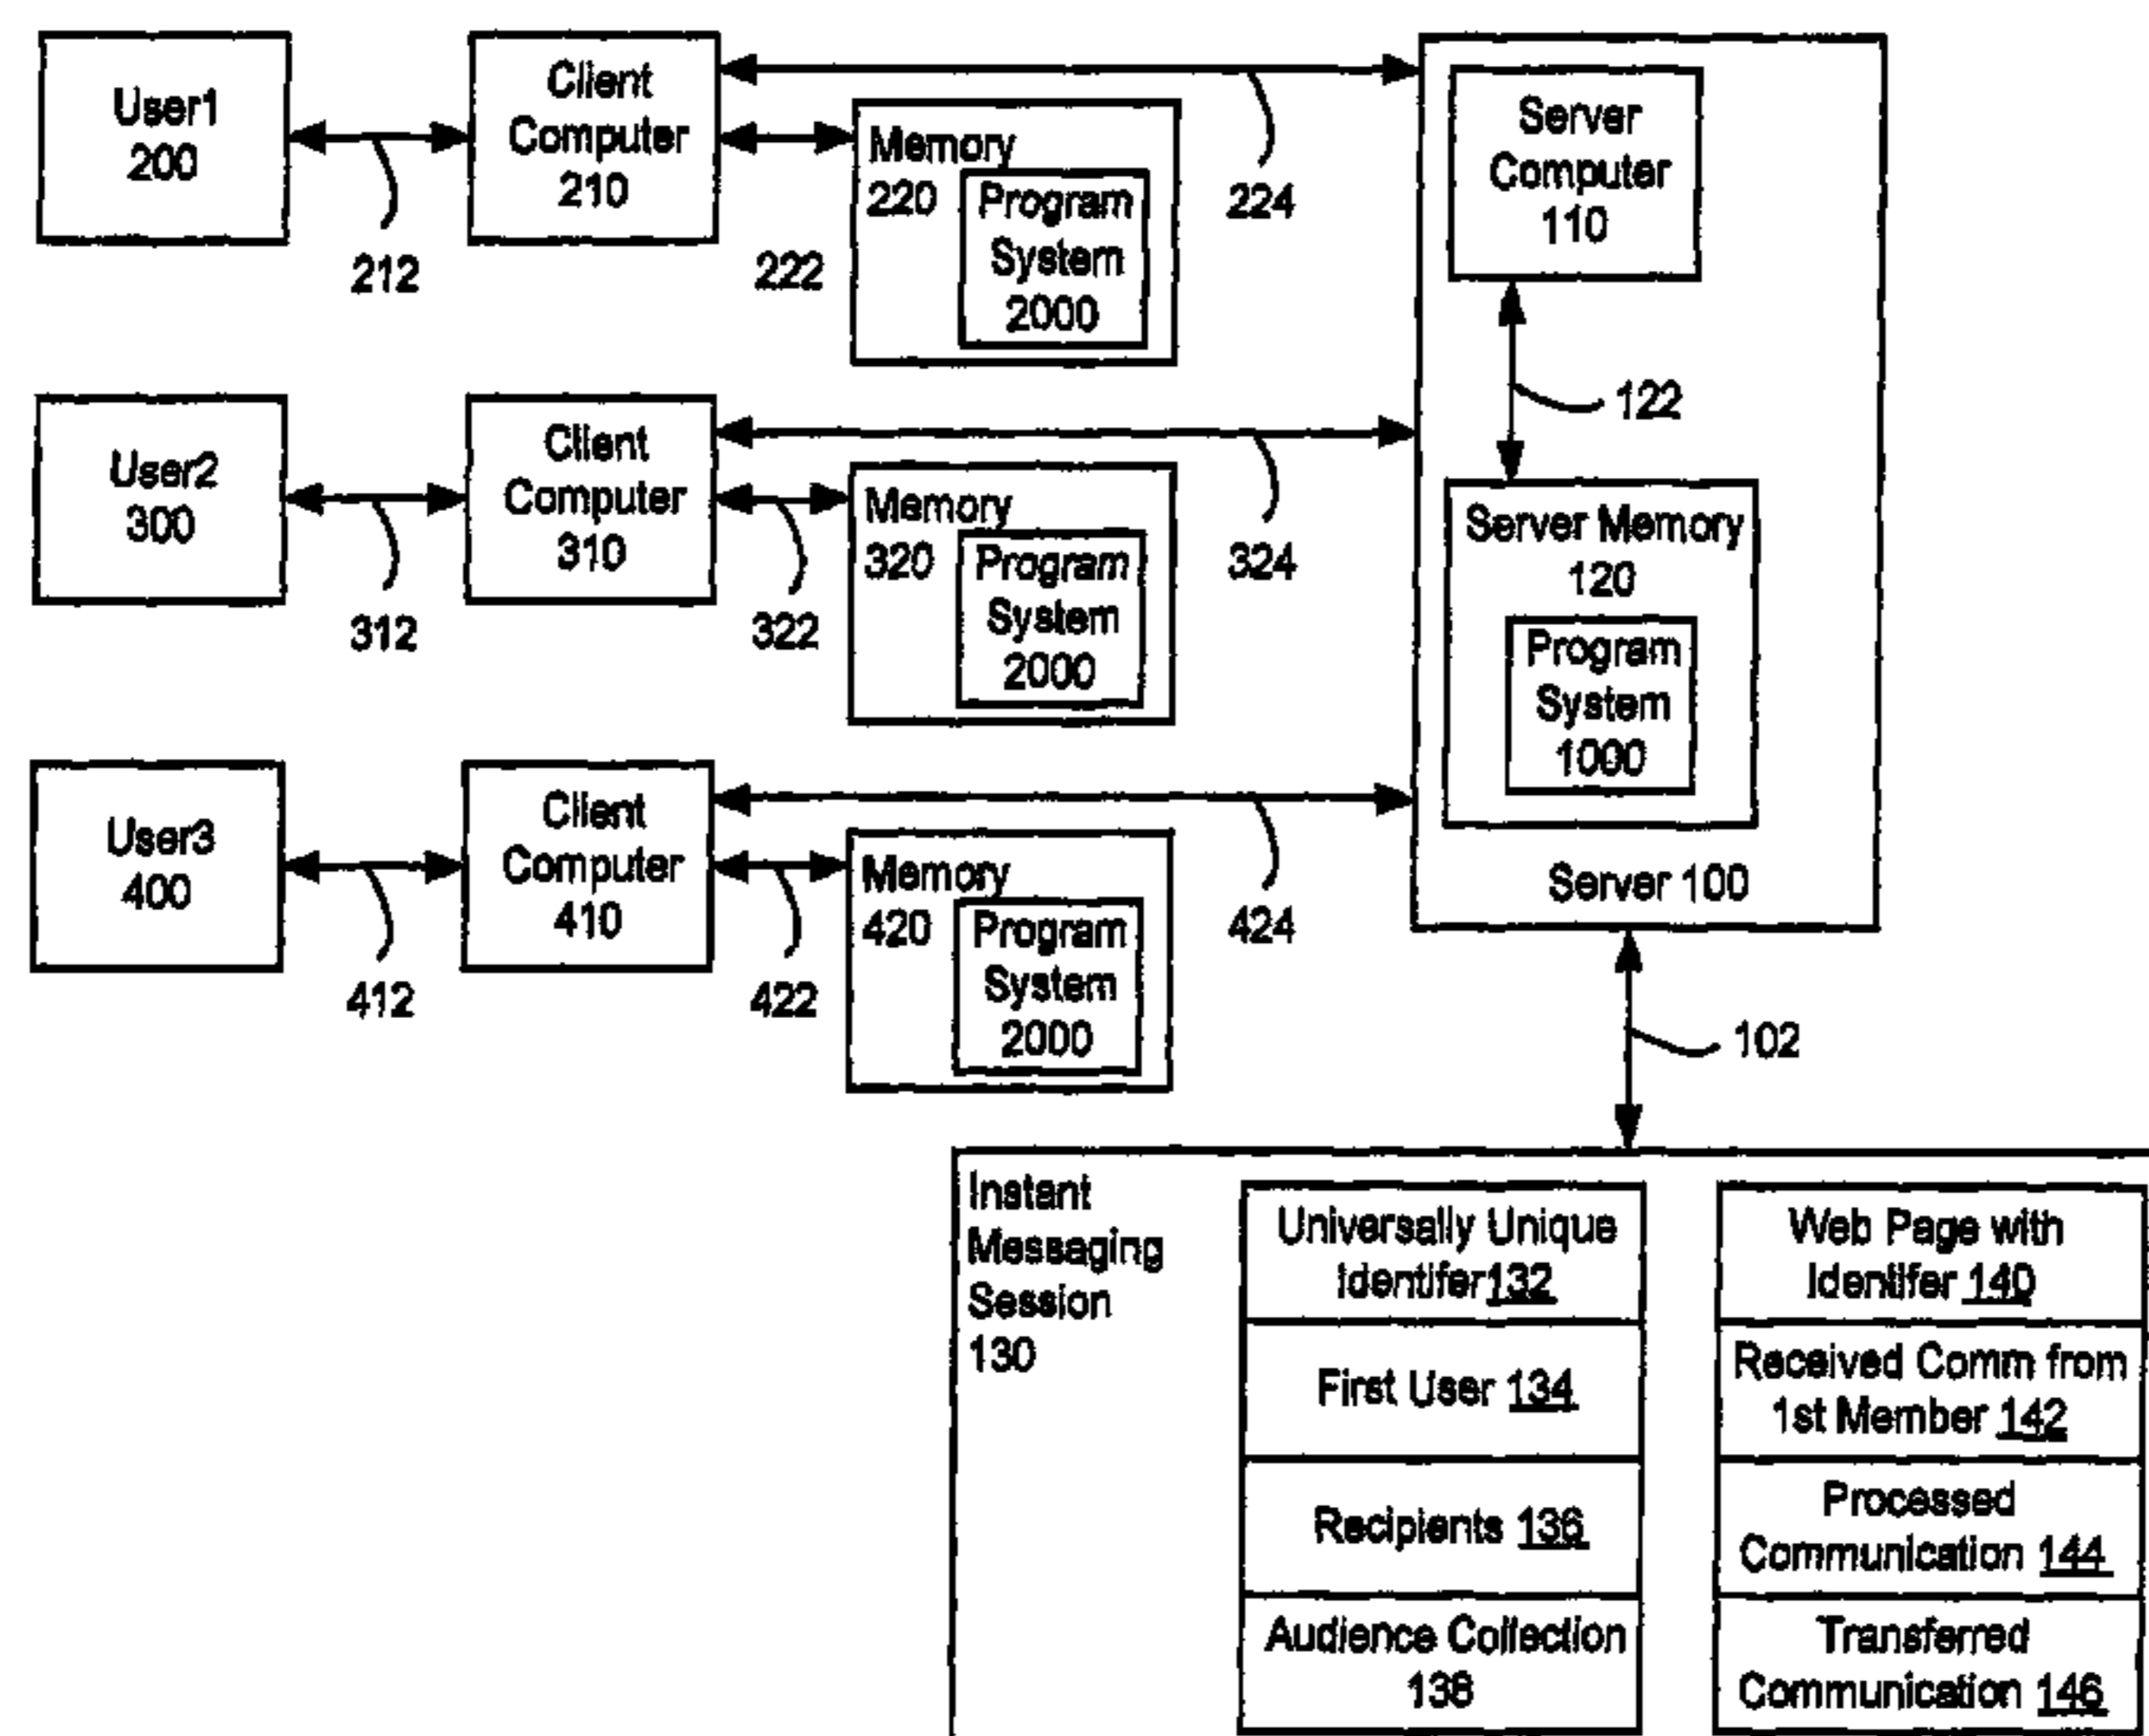 User1
200
212
Client
Computer
210
222
Memory
220
Program
System
2000
224
Server
Computer
110
122
User2
300
312
Client
Computer
310
322
Memory
320
Program
System
2000
324
Server Memory
120
Program
System
1000
Server 100
User3
400
412
Client
Computer
410
422
Memory
420
Program
System
2000
424
102
Instant
Messaging
Session
130
Universally Unique
Identifer132
First User 134
Recipients 136
Audience Collection
138
Web Page with
Identifer 140
Received Comm from
1st Member 142
Processed
Communication 144
Transferred
Communication 146